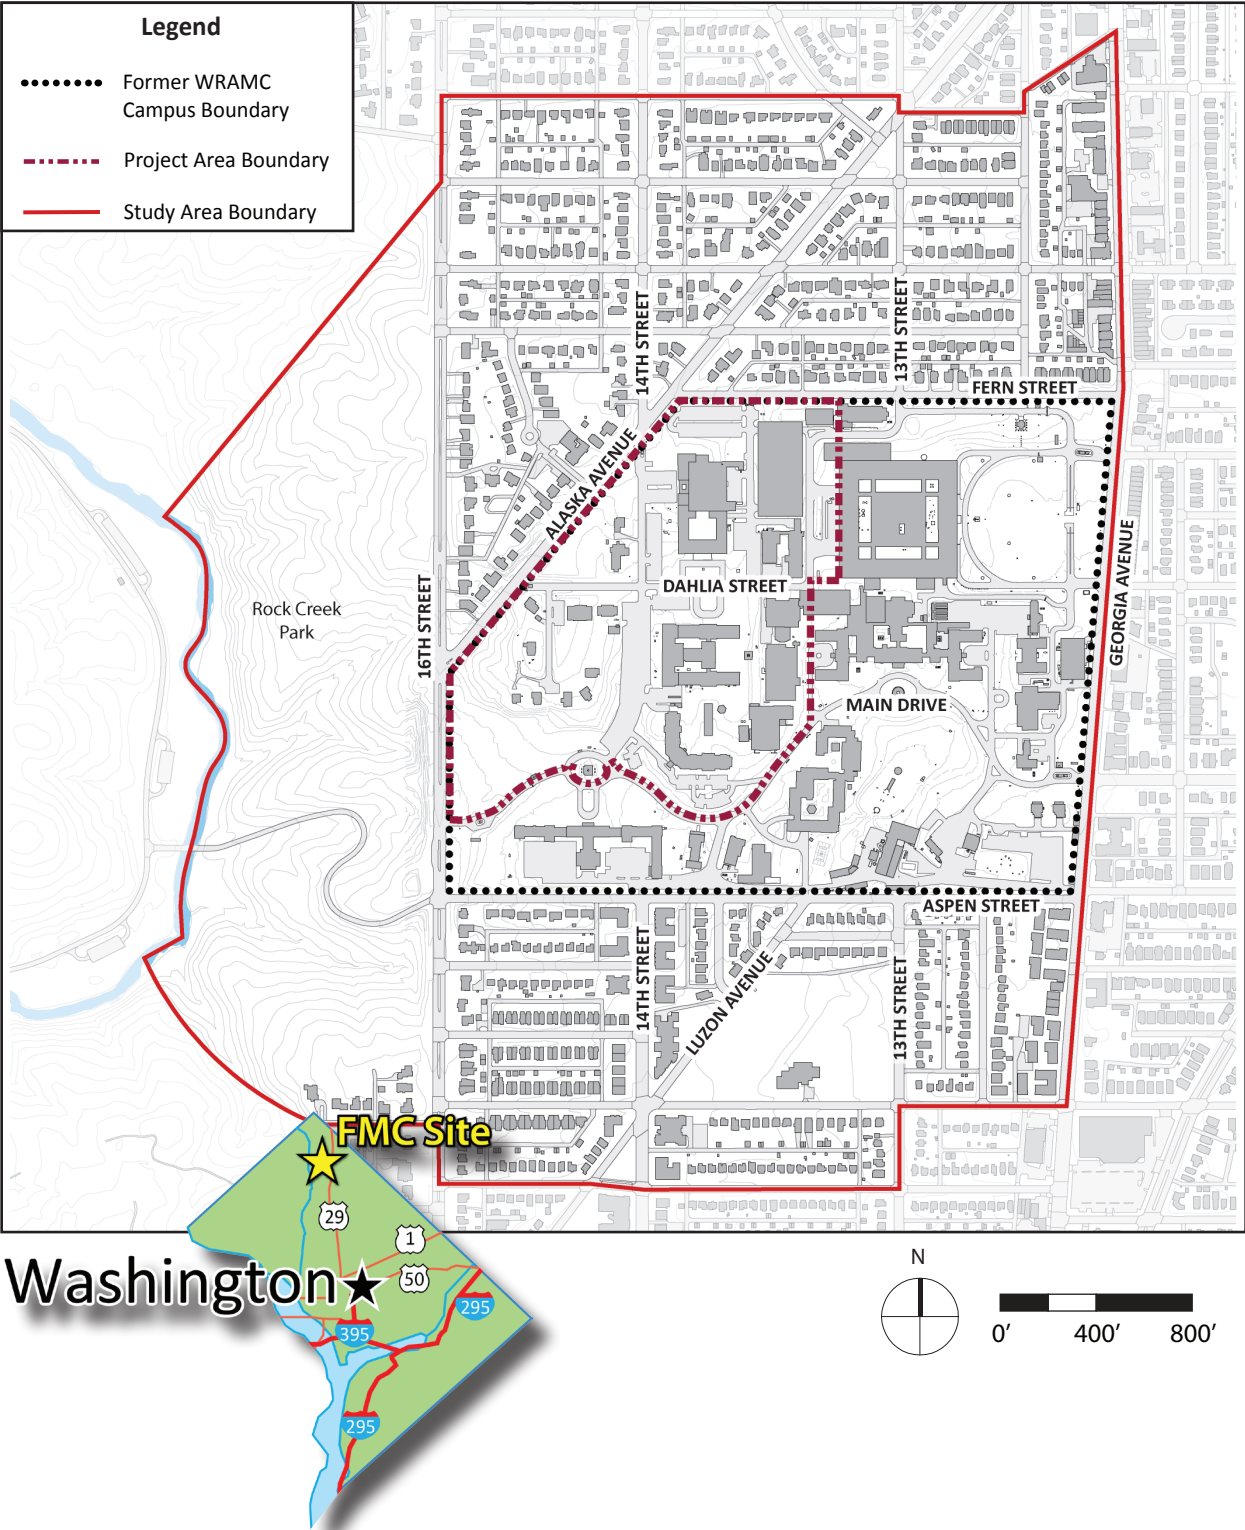 Legend
Former WRAMC
Campus Boundary
Project Area Boundary
Study Area Boundary
14TH STREET
13TH STREET
FERN STREET
ALASKA AVENUE
GEORGIA AVENUE
DAHLIA STREET
16TH STREET
Rock Creek
Park
MAIN DRIVE
ASPEN STREET
14TH STREET
LUZON AVENUE
13TH STREET
FMC Site
29
1
50
Washington
295
395
295
N
0′ 400′ 800′